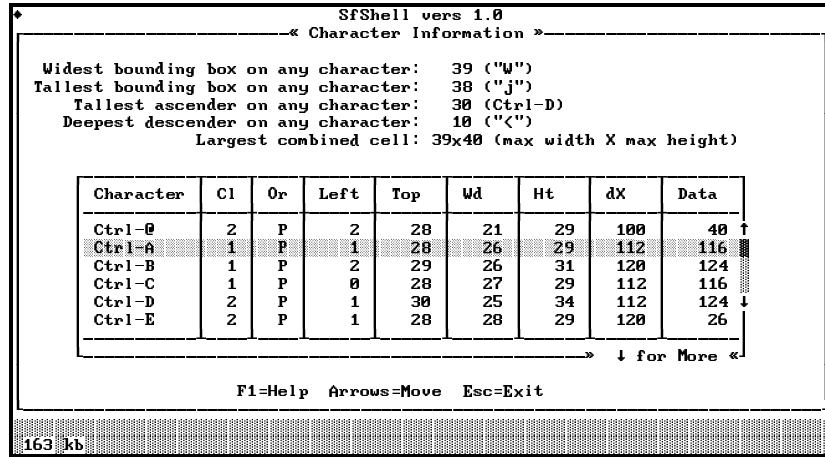 SfShell vers 1.0
« Character Information »
Widest bounding box on any character: 39 ("W")
Tallest bounding box on any character: 38 ("j")
Tallest ascender on any character: 30 (Ctrl-D)
Deepest descender on any character: 10 ("<")
Largest combined cell: 39x40 (max width X max height)
Character Cl Or Left Top Wd Ht dX Data
Ctrl-@ 2 P 2 28 21 29 100 40 ↑
Ctrl-A 1 P 1 28 26 29 112 116
Ctrl-B 1 P 2 29 26 31 120 124
Ctrl-C 1 P 0 28 27 29 112 116
Ctrl-D 2 P 1 30 25 34 112 124 ↓
Ctrl-E 2 P 1 28 28 29 120 26
» ↓ for More «
F1=Help Arrows=Move Esc=Exit
163 kb